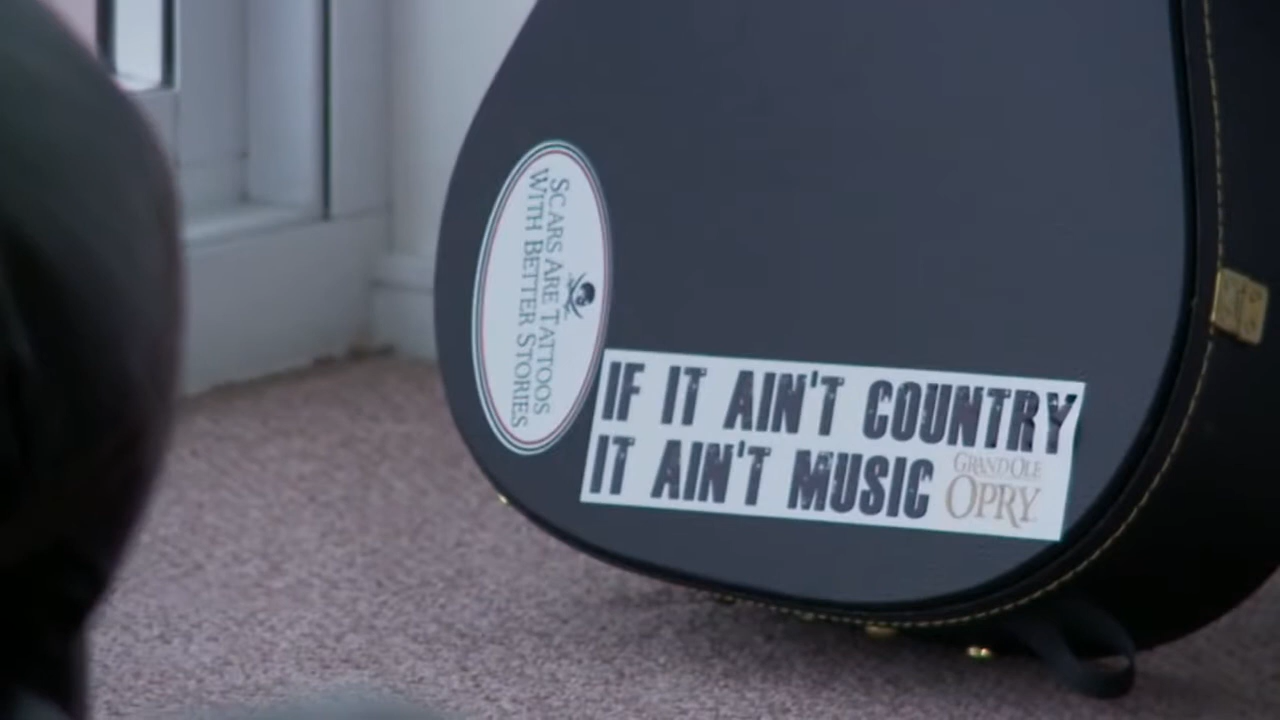 SCARS ARE TATTOOS
WITH BETTER STORIES
IF IT AIN'T COUNTRY
IT AIN'T MUSIC
GRAND OLE
OPRY